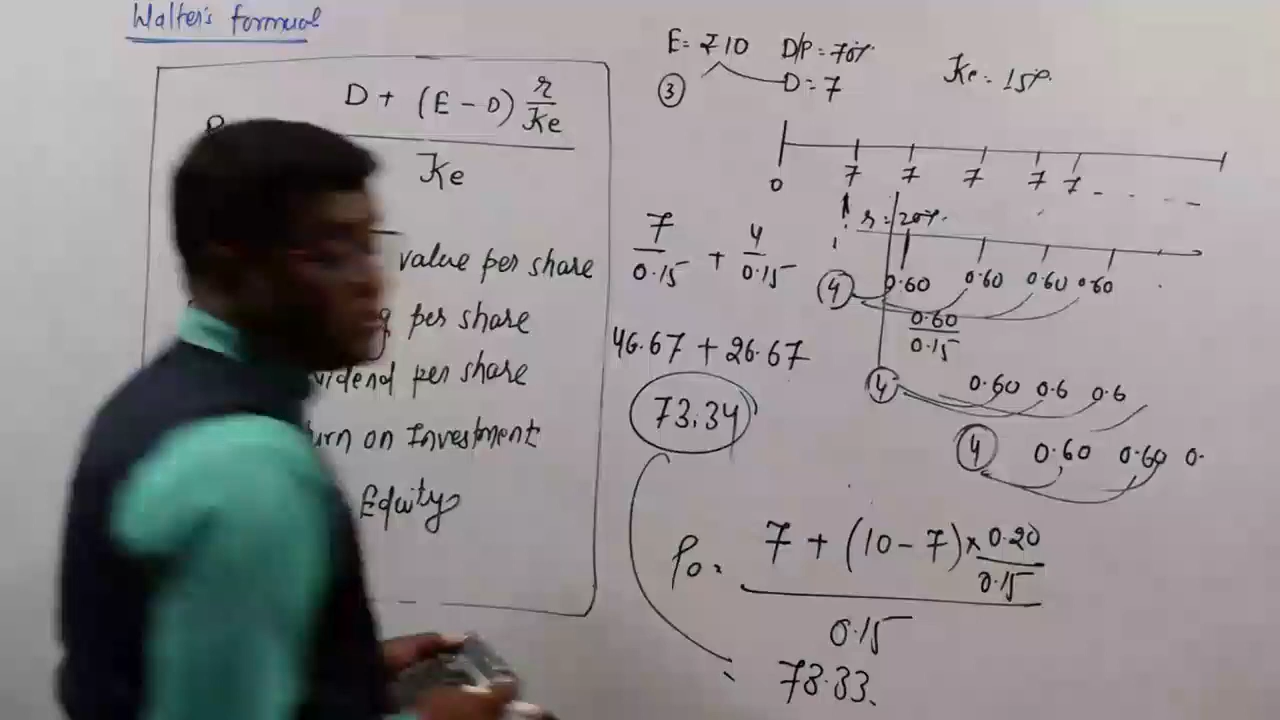 Walter's formual
D + (E - D) r/Ke
Ke
value per share
per share
dend per share
urn on Investment
Equity
E= ₹10 D/P = 70%
③ D = 7
Ke = 15%
0 7 7 7 7 7 - - - - -
r = 20%
7/0.15 + 4/0.15
④ 0.60 0.60 0.60 0.60
0.60/0.15
46.67 + 26.67
④ 0.60 0.6 0.6
73.34
④ 0.60 0.60 0.
P0 = 7 + (10 - 7) × 0.20/0.15
0.15
= 73.33.